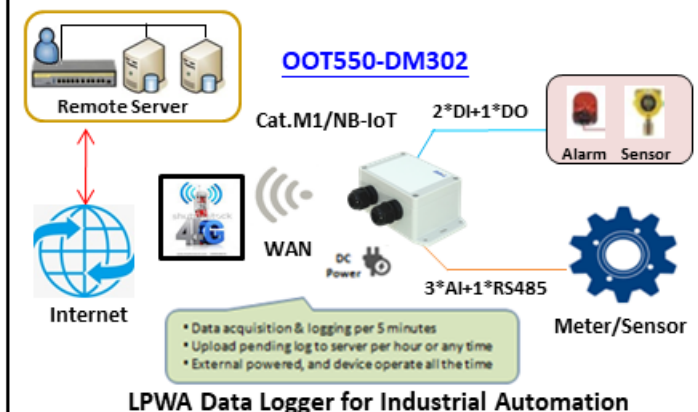 OOT550-DM302
Remote Server
Cat.M1/NB-IoT
2*DI+1*DO
Alarm Sensor
4G
WAN
DC
Power
3*AI+1*RS485
Internet
Meter/Sensor
• Data acquisition & logging per 5 minutes
• Upload pending log to server per hour or any time
• External powered, and device operate all the time
LPWA Data Logger for Industrial Automation